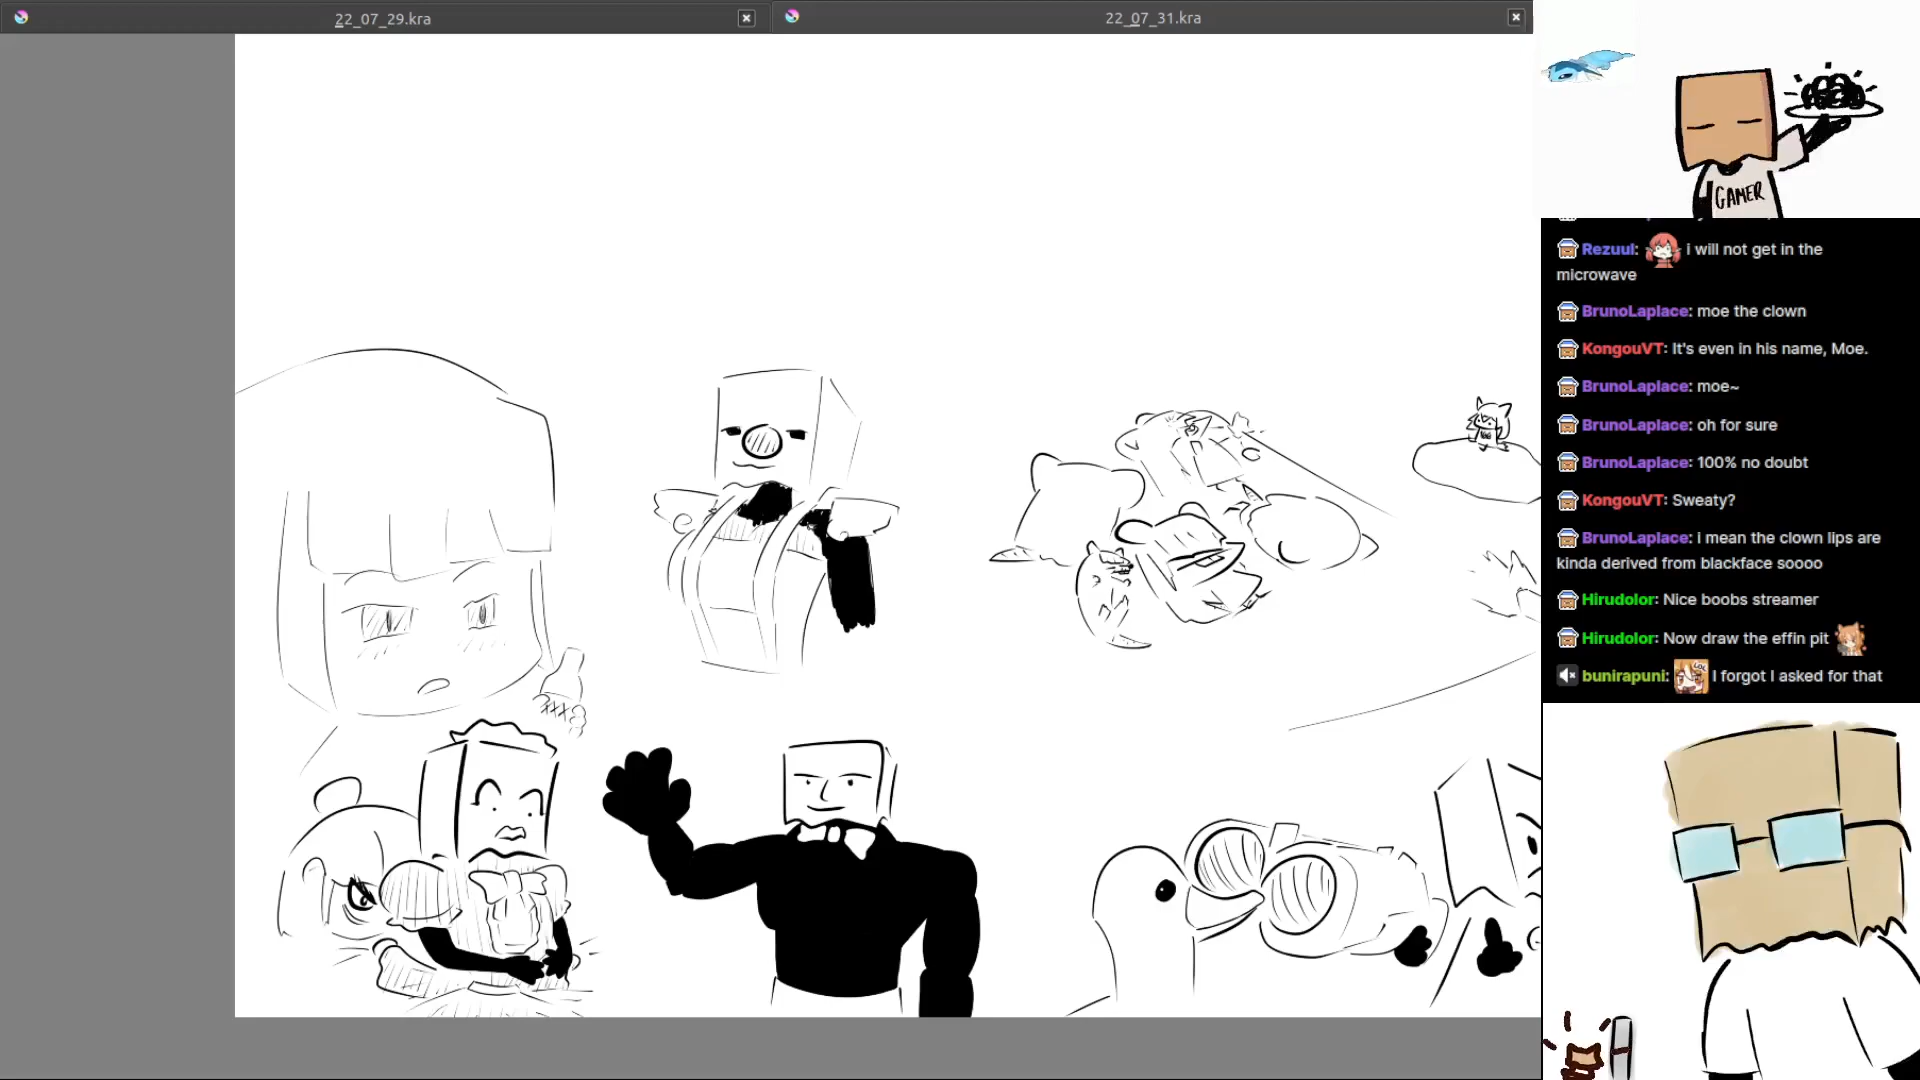 22_07_29.kra
22_07_31.kra
GAMER
Rezuul: i will not get in the
microwave
BrunoLaplace: moe the clown
KongouVT: It's even in his name, Moe.
BrunoLaplace: moe~
BrunoLaplace: oh for sure
BrunoLaplace: 100% no doubt
KongouVT: Sweaty?
BrunoLaplace: i mean the clown lips are
kinda derived from blackface soooo
Hirudolor: Nice boobs streamer
Hirudolor: Now draw the effin pit
bunirapuni: LOL I forgot I asked for that